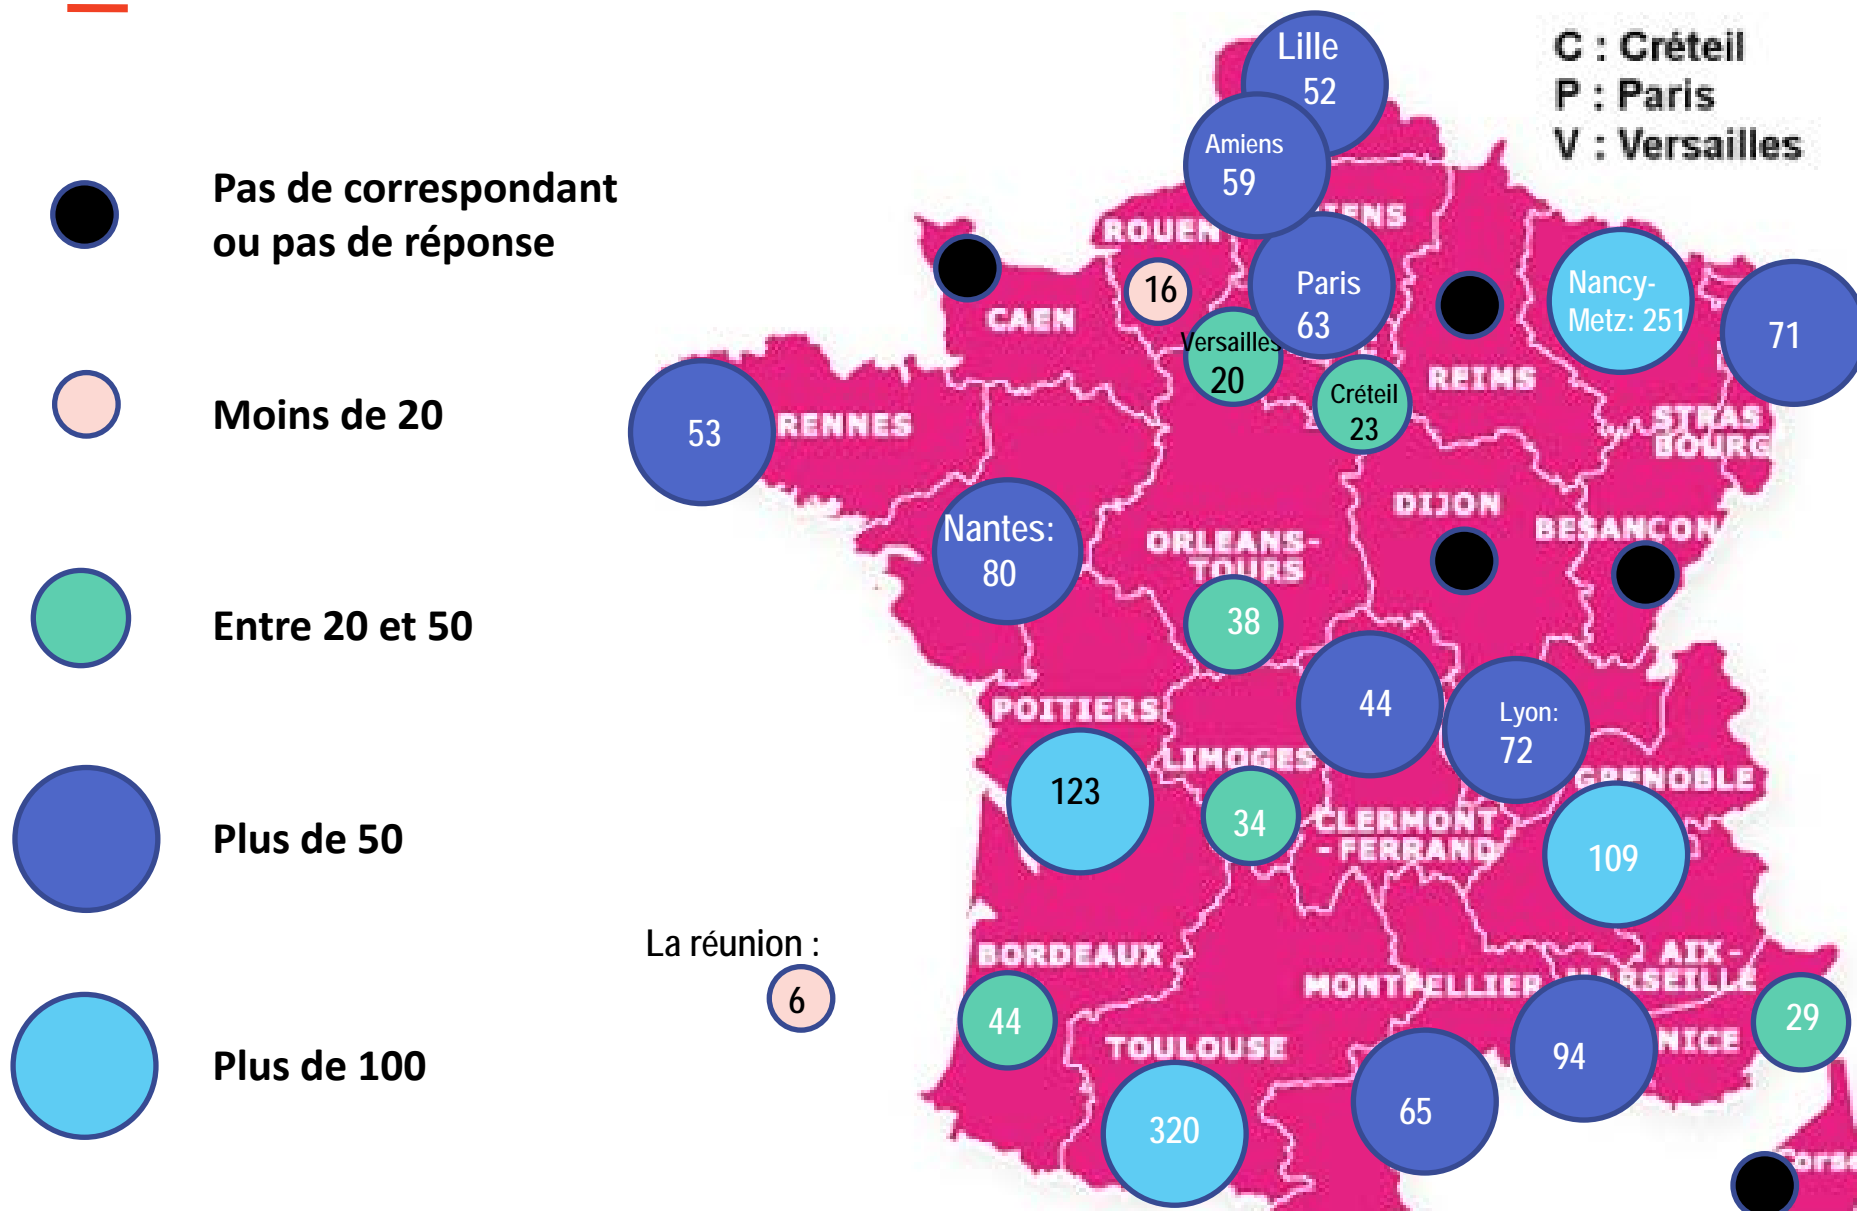 C : Créteil
P : Paris
V : Versailles
Pas de correspondant
ou pas de réponse
Moins de 20
Entre 20 et 50
Plus de 50
Plus de 100
Lille
52
Amiens
59
ROUEN
16
CAEN
Paris
63
Versailles
20
Créteil
23
REIMS
Nancy-
Metz: 251
71
STRAS
BOURG
53
RENNES
Nantes:
80
ORLEANS-
TOURS
38
DIJON
BESANCON
POITIERS
123
LIMOGES
34
44
CLERMONT
-FERRAND
Lyon:
72
GRENOBLE
109
La réunion :
6
BORDEAUX
44
TOULOUSE
320
MONTPELLIER
65
AIX-
MARSEILLE
94
NICE
29